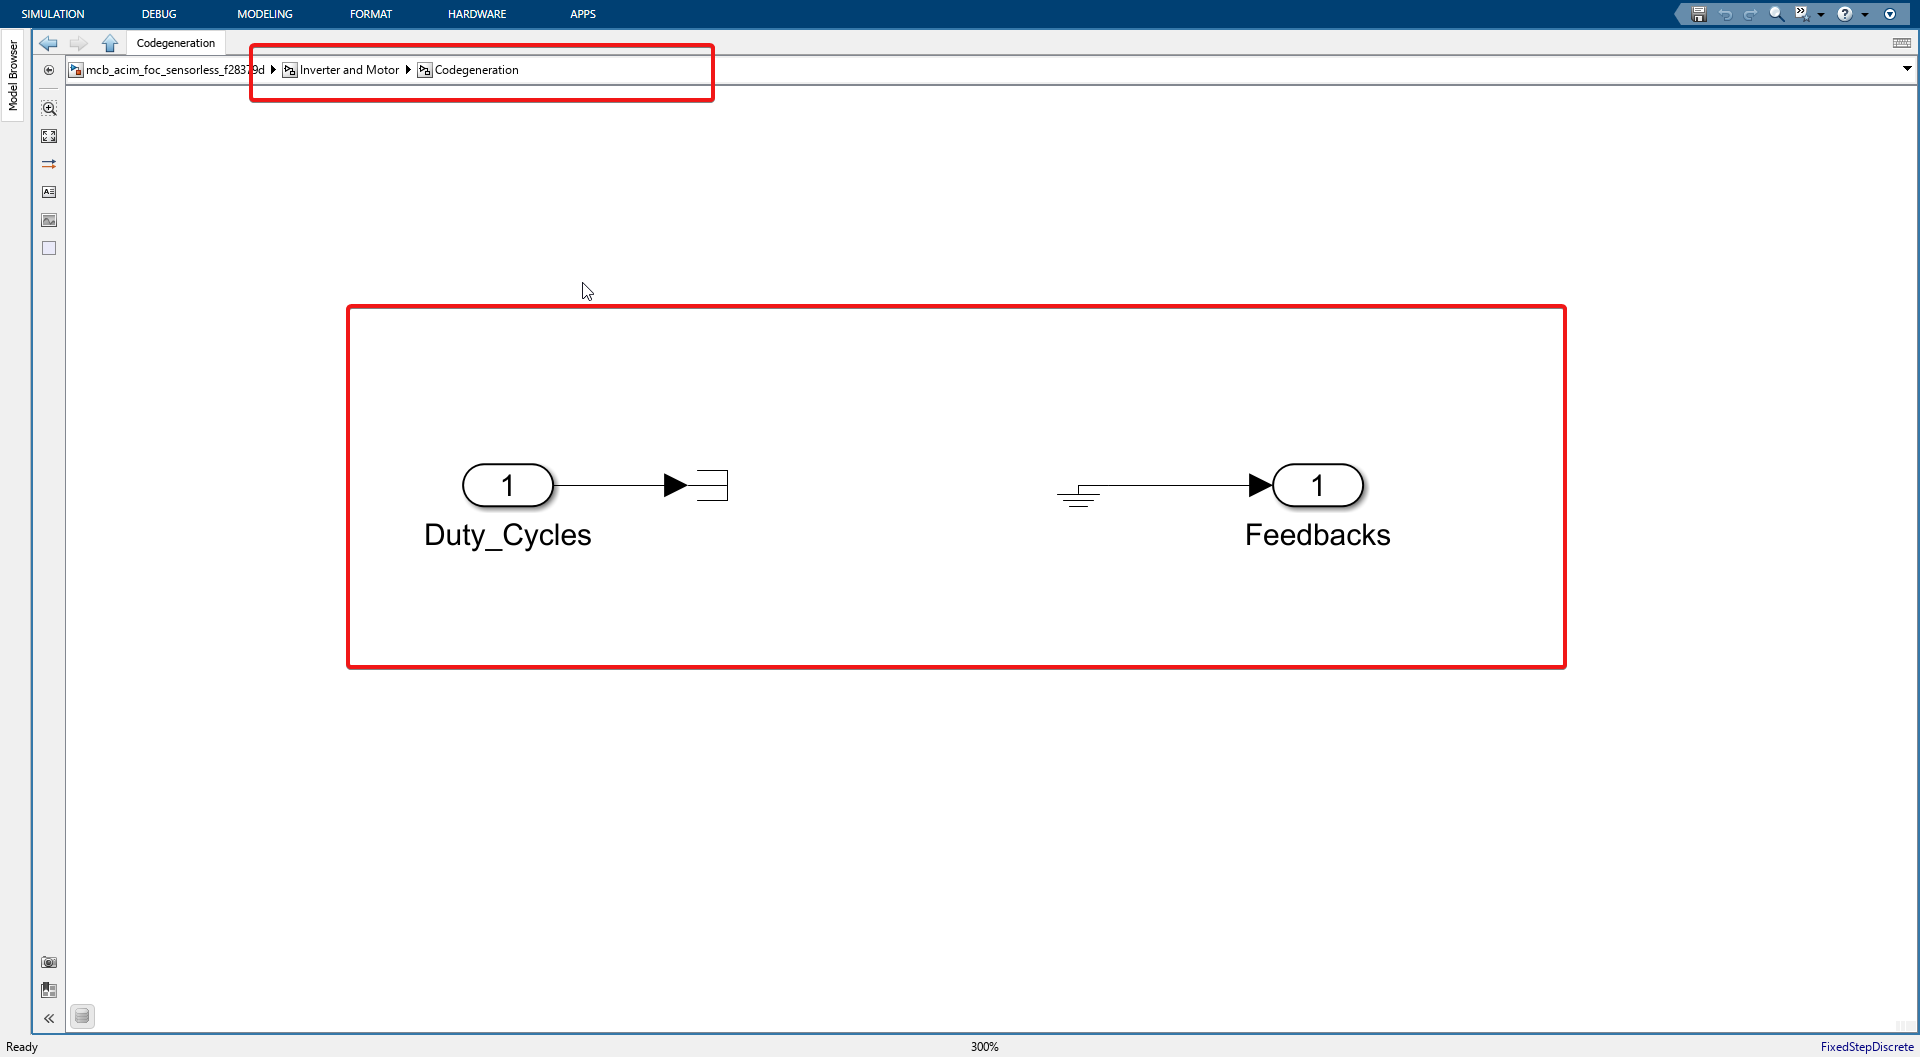 SIMULATION DEBUG MODELING FORMAT HARDWARE APPS
Model Browser
Codegeneration
mcb_acim_foc_sensorless_f28379d Inverter and Motor Codegeneration
1
Duty_Cycles
1
Feedbacks
Ready 300% FixedStepDiscrete